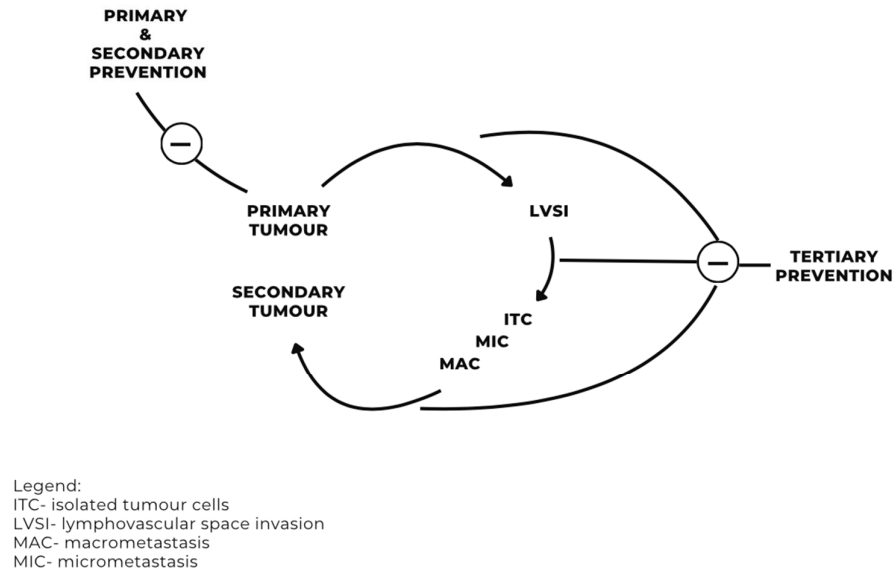 PRIMARY
&
SECONDARY
PREVENTION
PRIMARY
TUMOUR
LVSI
TERTIARY
PREVENTION
SECONDARY
TUMOUR
ITC
MIC
MAC
Legend:
ITC- isolated tumour cells
LVSI- lymphovascular space invasion
MAC- macrometastasis
MIC- micrometastasis